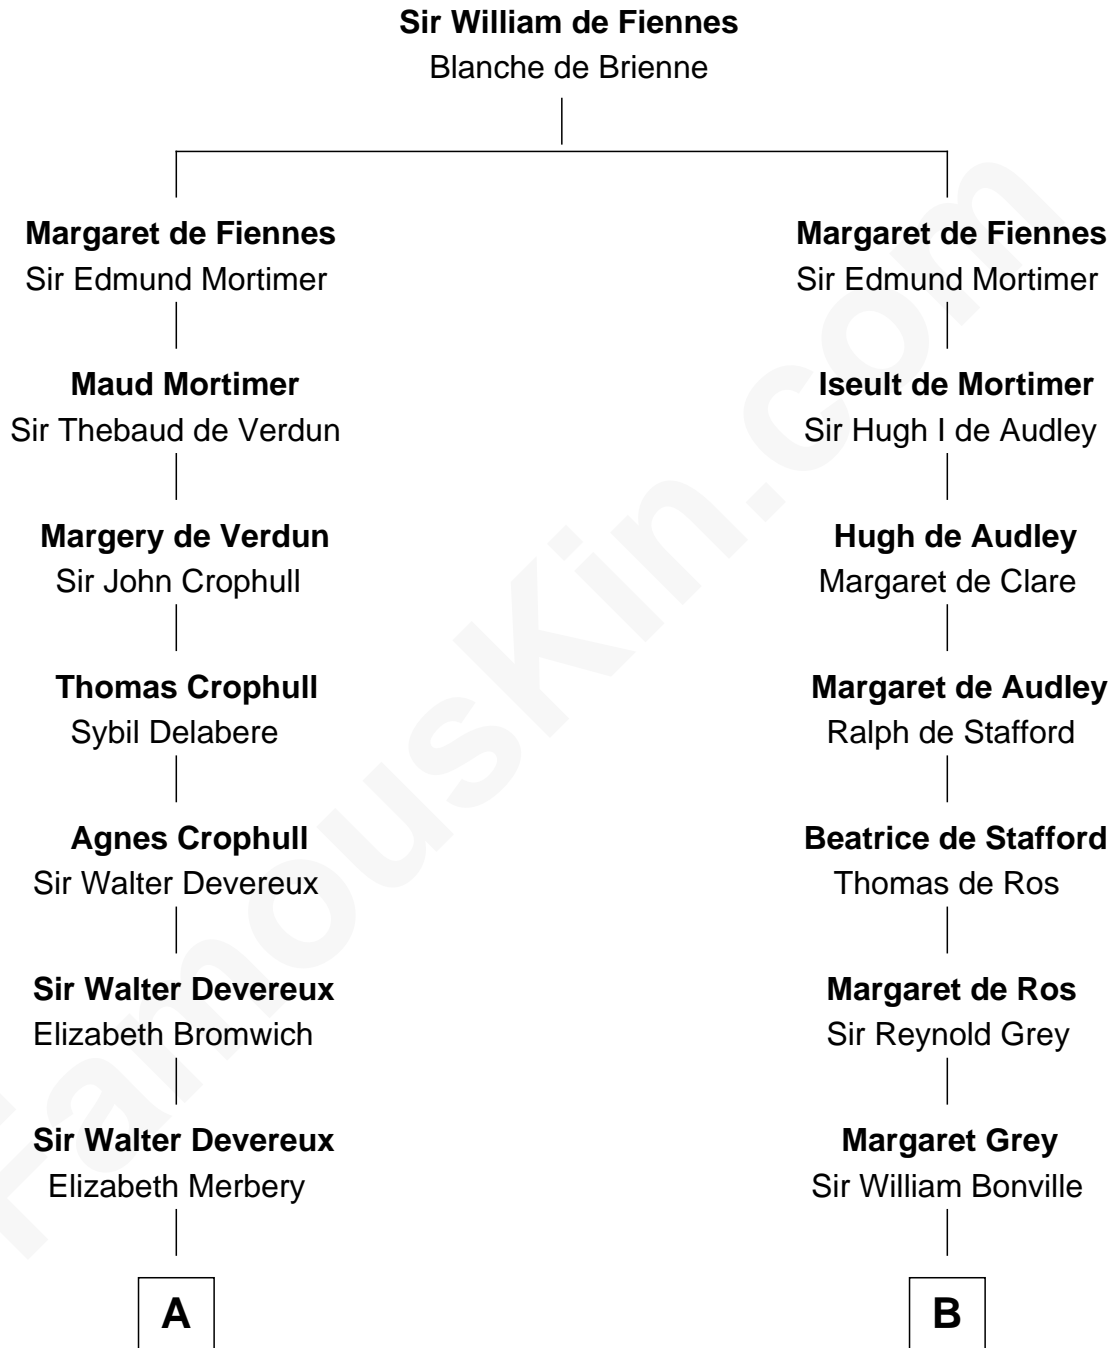 Sir William de Fiennes
Blanche de Brienne
Margaret de Fiennes
Sir Edmund Mortimer
Margaret de Fiennes
Sir Edmund Mortimer
Maud Mortimer
Sir Thebaud de Verdun
Iseult de Mortimer
Sir Hugh I de Audley
Margery de Verdun
Sir John Crophull
Hugh de Audley
Margaret de Clare
Thomas Crophull
Sybil Delabere
Margaret de Audley
Ralph de Stafford
Agnes Crophull
Sir Walter Devereux
Beatrice de Stafford
Thomas de Ros
Sir Walter Devereux
Elizabeth Bromwich
Margaret de Ros
Sir Reynold Grey
Sir Walter Devereux
Elizabeth Merbery
Margaret Grey
Sir William Bonville
A
B
FamousKin.com